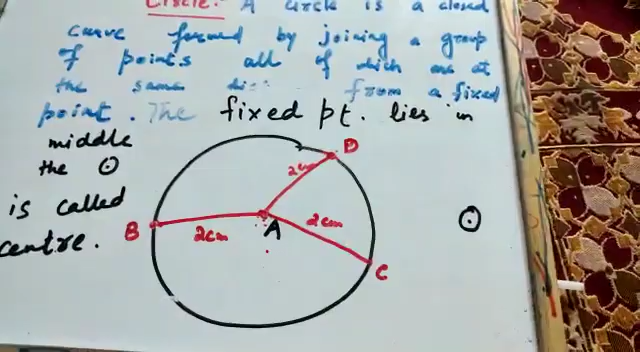 Circle:- A circle is a closed
curve formed by joining a group
of points all of which are at
the same from a fixed
point. The fixed pt. lies in
middle
the ⊙
is called
centre.
D
2cm
B
2cm
A
2cm
C
⊙